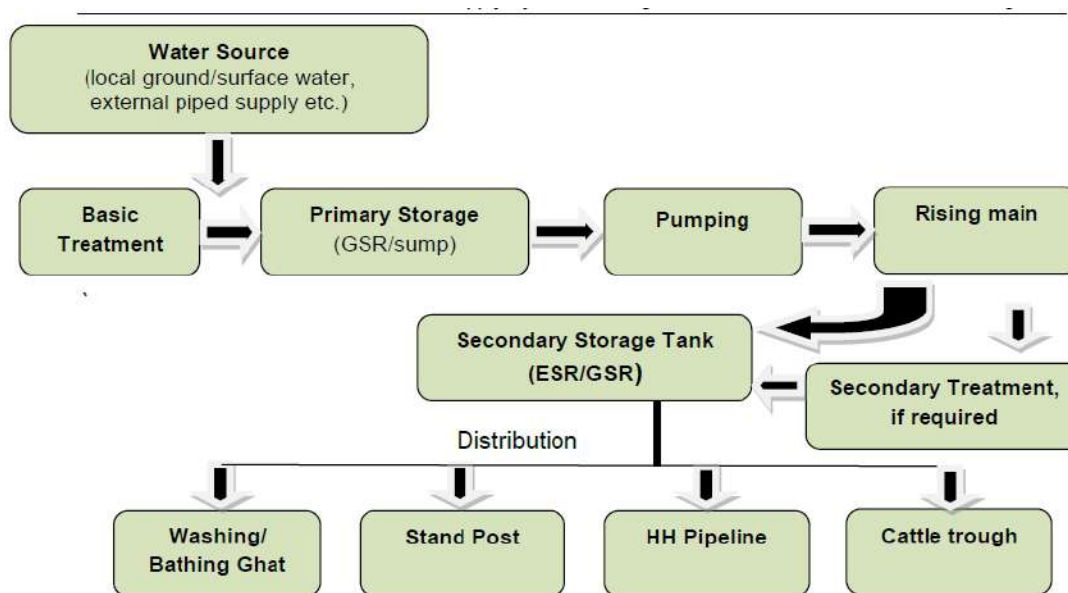 Water Source
(local ground/surface water,
external piped supply etc.)
Basic
Treatment
Primary Storage
(GSR/sump)
Pumping
Rising main
Secondary Storage Tank
(ESR/GSR)
Secondary Treatment,
if required
Distribution
Washing/
Bathing Ghat
Stand Post
HH Pipeline
Cattle trough